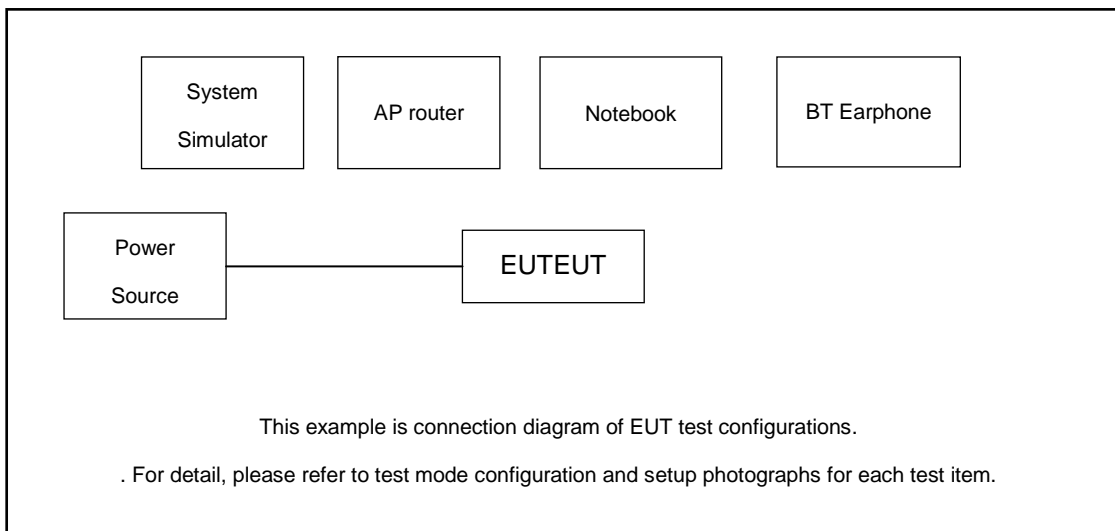 System
Simulator
AP router
Notebook
BT Earphone
Power
Source
EUTEUT
This example is connection diagram of EUT test configurations.
. For detail, please refer to test mode configuration and setup photographs for each test item.